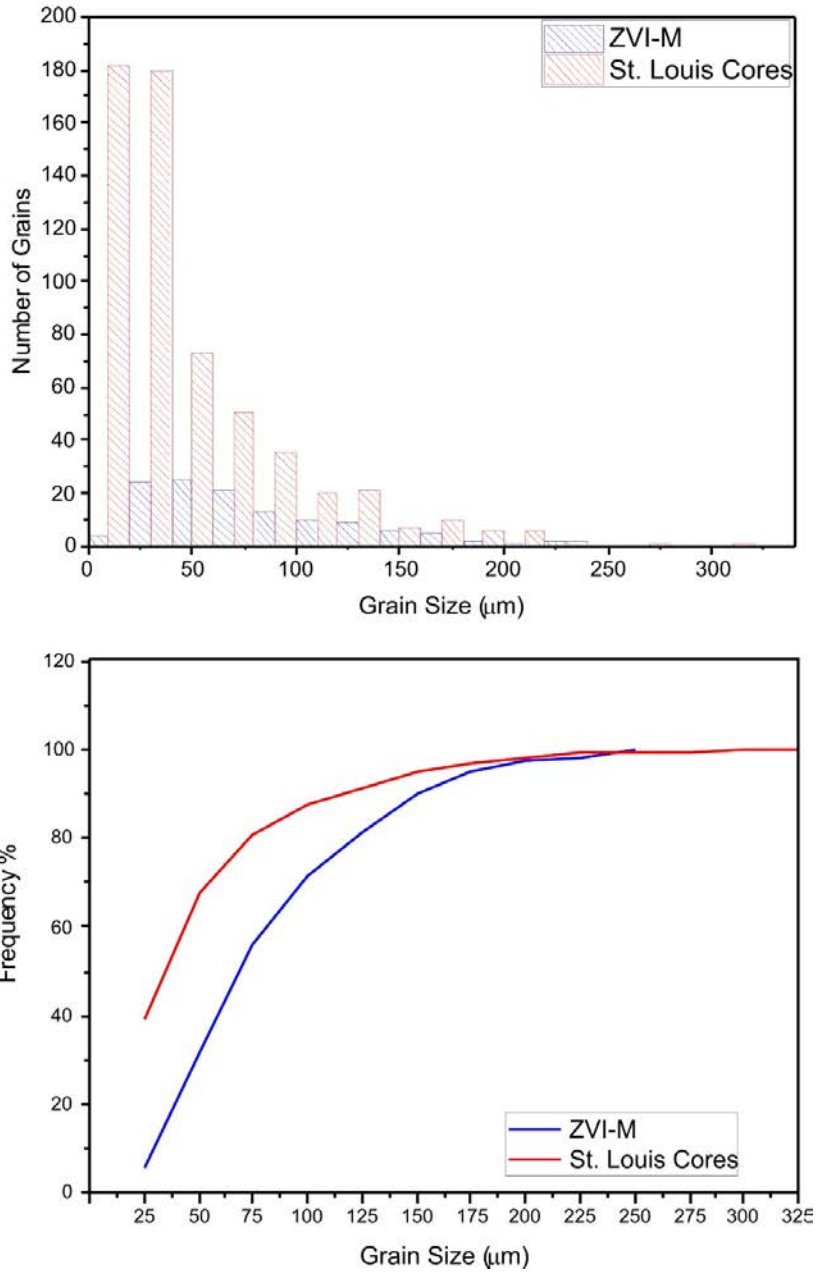 200
180
160
140
120
100
80
60
40
20
0
Number of Grains
ZVI-M
St. Louis Cores
0 50 100 150 200 250 300
Grain Size (μm)
120
100
80
60
40
20
0
Frequency %
ZVI-M
St. Louis Cores
25 50 75 100 125 150 175 200 225 250 275 300 325
Grain Size (μm)